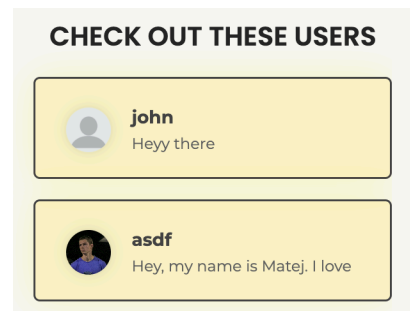 CHECK OUT THESE USERS
john
Heyy there
asdf
Hey, my name is Matej. I love